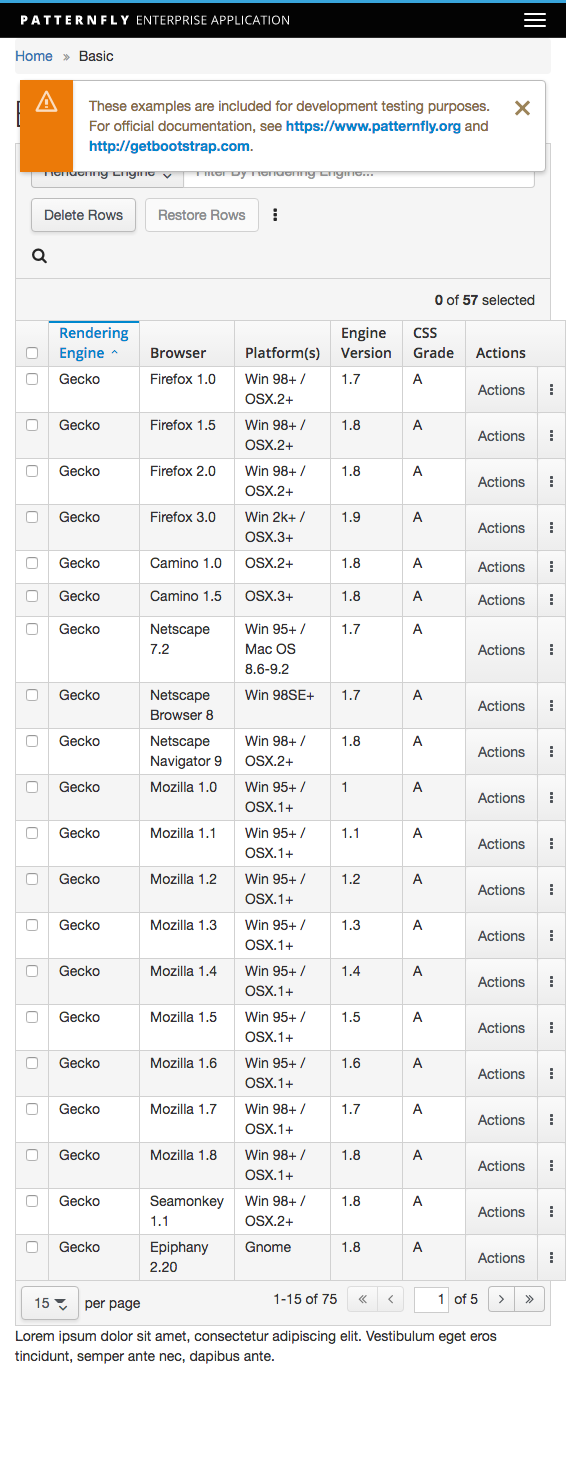 PATTERNFLY ENTERPRISE APPLICATION
Home » Basic
These examples are included for development testing purposes.
For official documentation, see https://www.patternfly.org and
http://getbootstrap.com.
Rendering Engine Filter By Rendering Engine...
Delete Rows Restore Rows
0 of 57 selected
Rendering Engine CSS
Engine Browser Platform(s) Version Grade Actions
Gecko Firefox 1.0 Win 98+ / 1.7 A Actions
OSX.2+
Gecko Firefox 1.5 Win 98+ / 1.8 A Actions
OSX.2+
Gecko Firefox 2.0 Win 98+ / 1.8 A Actions
OSX.2+
Gecko Firefox 3.0 Win 2k+ / 1.9 A Actions
OSX.3+
Gecko Camino 1.0 OSX.2+ 1.8 A Actions
Gecko Camino 1.5 OSX.3+ 1.8 A Actions
Gecko Netscape Win 95+ / 1.7 A Actions
7.2 Mac OS
8.6-9.2
Gecko Netscape Win 98SE+ 1.7 A Actions
Browser 8
Gecko Netscape Win 98+ / 1.8 A Actions
Navigator 9 OSX.2+
Gecko Mozilla 1.0 Win 95+ / 1 A Actions
OSX.1+
Gecko Mozilla 1.1 Win 95+ / 1.1 A Actions
OSX.1+
Gecko Mozilla 1.2 Win 95+ / 1.2 A Actions
OSX.1+
Gecko Mozilla 1.3 Win 95+ / 1.3 A Actions
OSX.1+
Gecko Mozilla 1.4 Win 95+ / 1.4 A Actions
OSX.1+
Gecko Mozilla 1.5 Win 95+ / 1.5 A Actions
OSX.1+
Gecko Mozilla 1.6 Win 95+ / 1.6 A Actions
OSX.1+
Gecko Mozilla 1.7 Win 98+ / 1.7 A Actions
OSX.1+
Gecko Mozilla 1.8 Win 98+ / 1.8 A Actions
OSX.1+
Gecko Seamonkey Win 98+ / 1.8 A Actions
1.1 OSX.2+
Gecko Epiphany Gnome 1.8 A Actions
2.20
15 per page 1-15 of 75 « < 1 of 5 > »
Lorem ipsum dolor sit amet, consectetur adipiscing elit. Vestibulum eget eros
tincidunt, semper ante nec, dapibus ante.